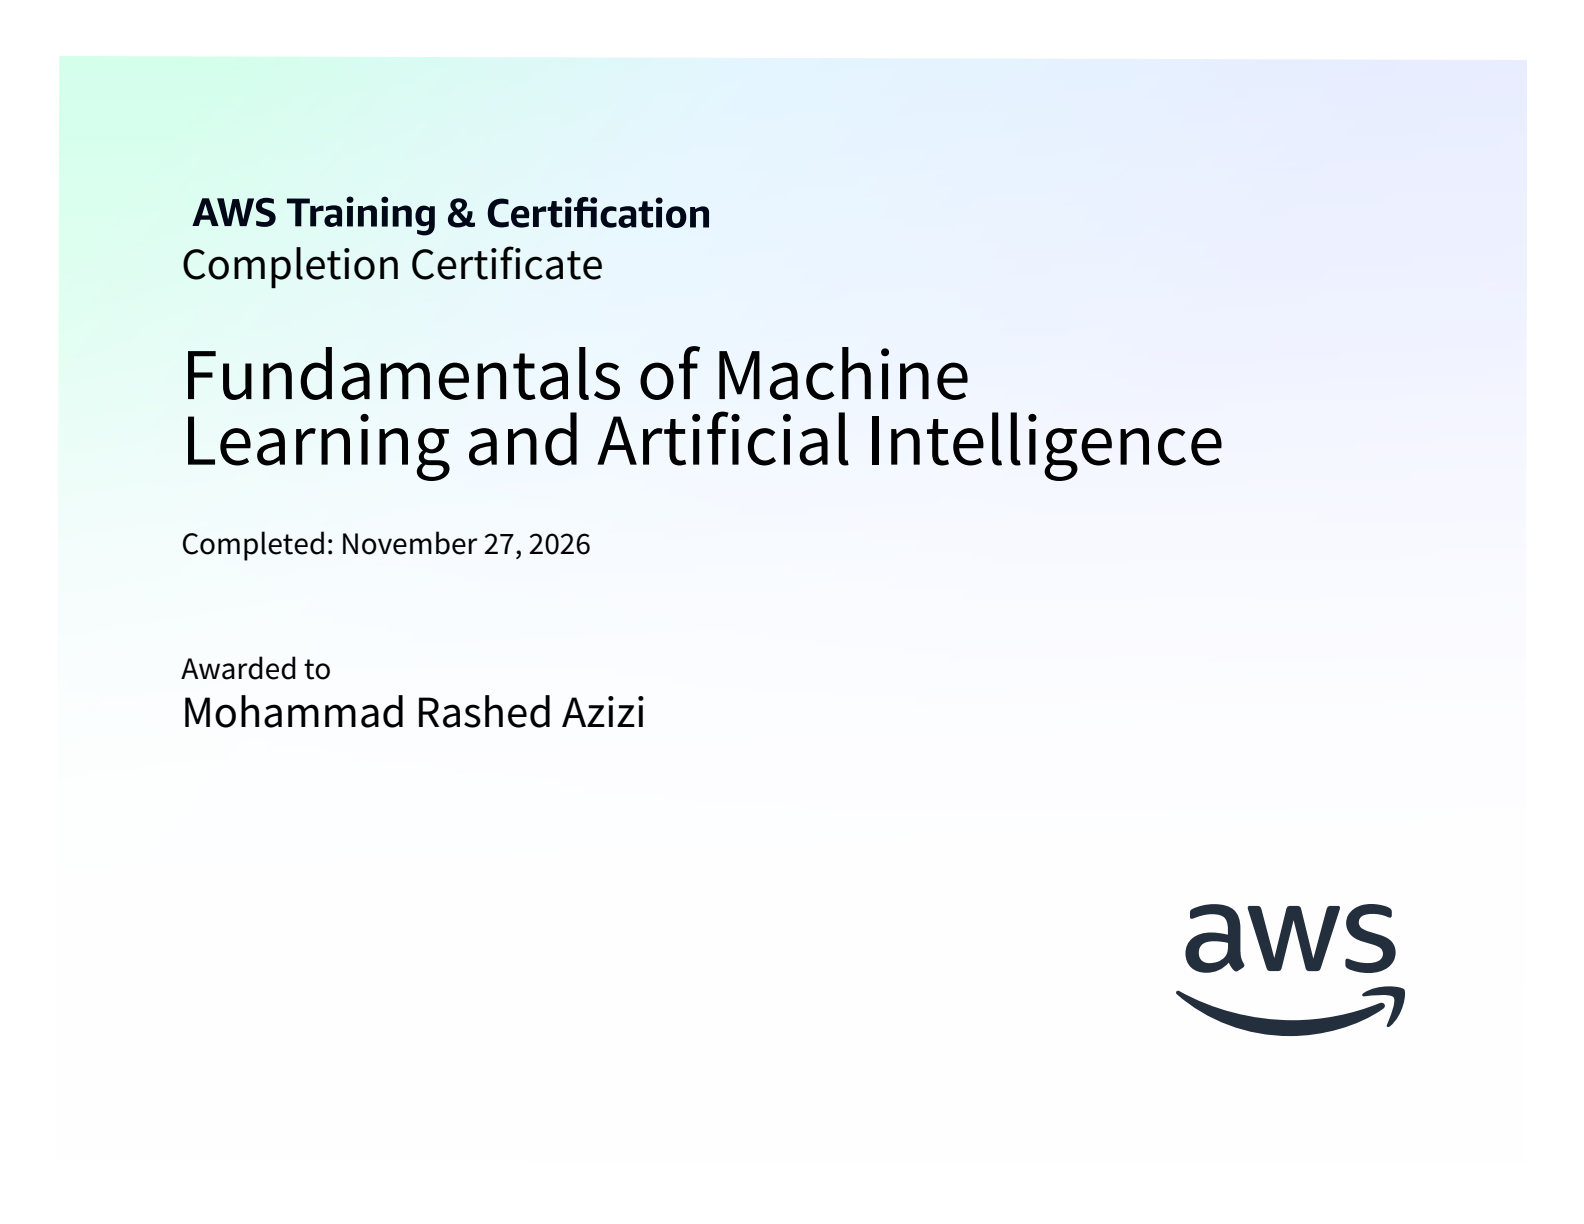 AWS Training & Certification
Completion Certificate
Fundamentals of Machine
Learning and Artificial Intelligence
Completed: November 27, 2026
Awarded to
Mohammad Rashed Azizi
aws